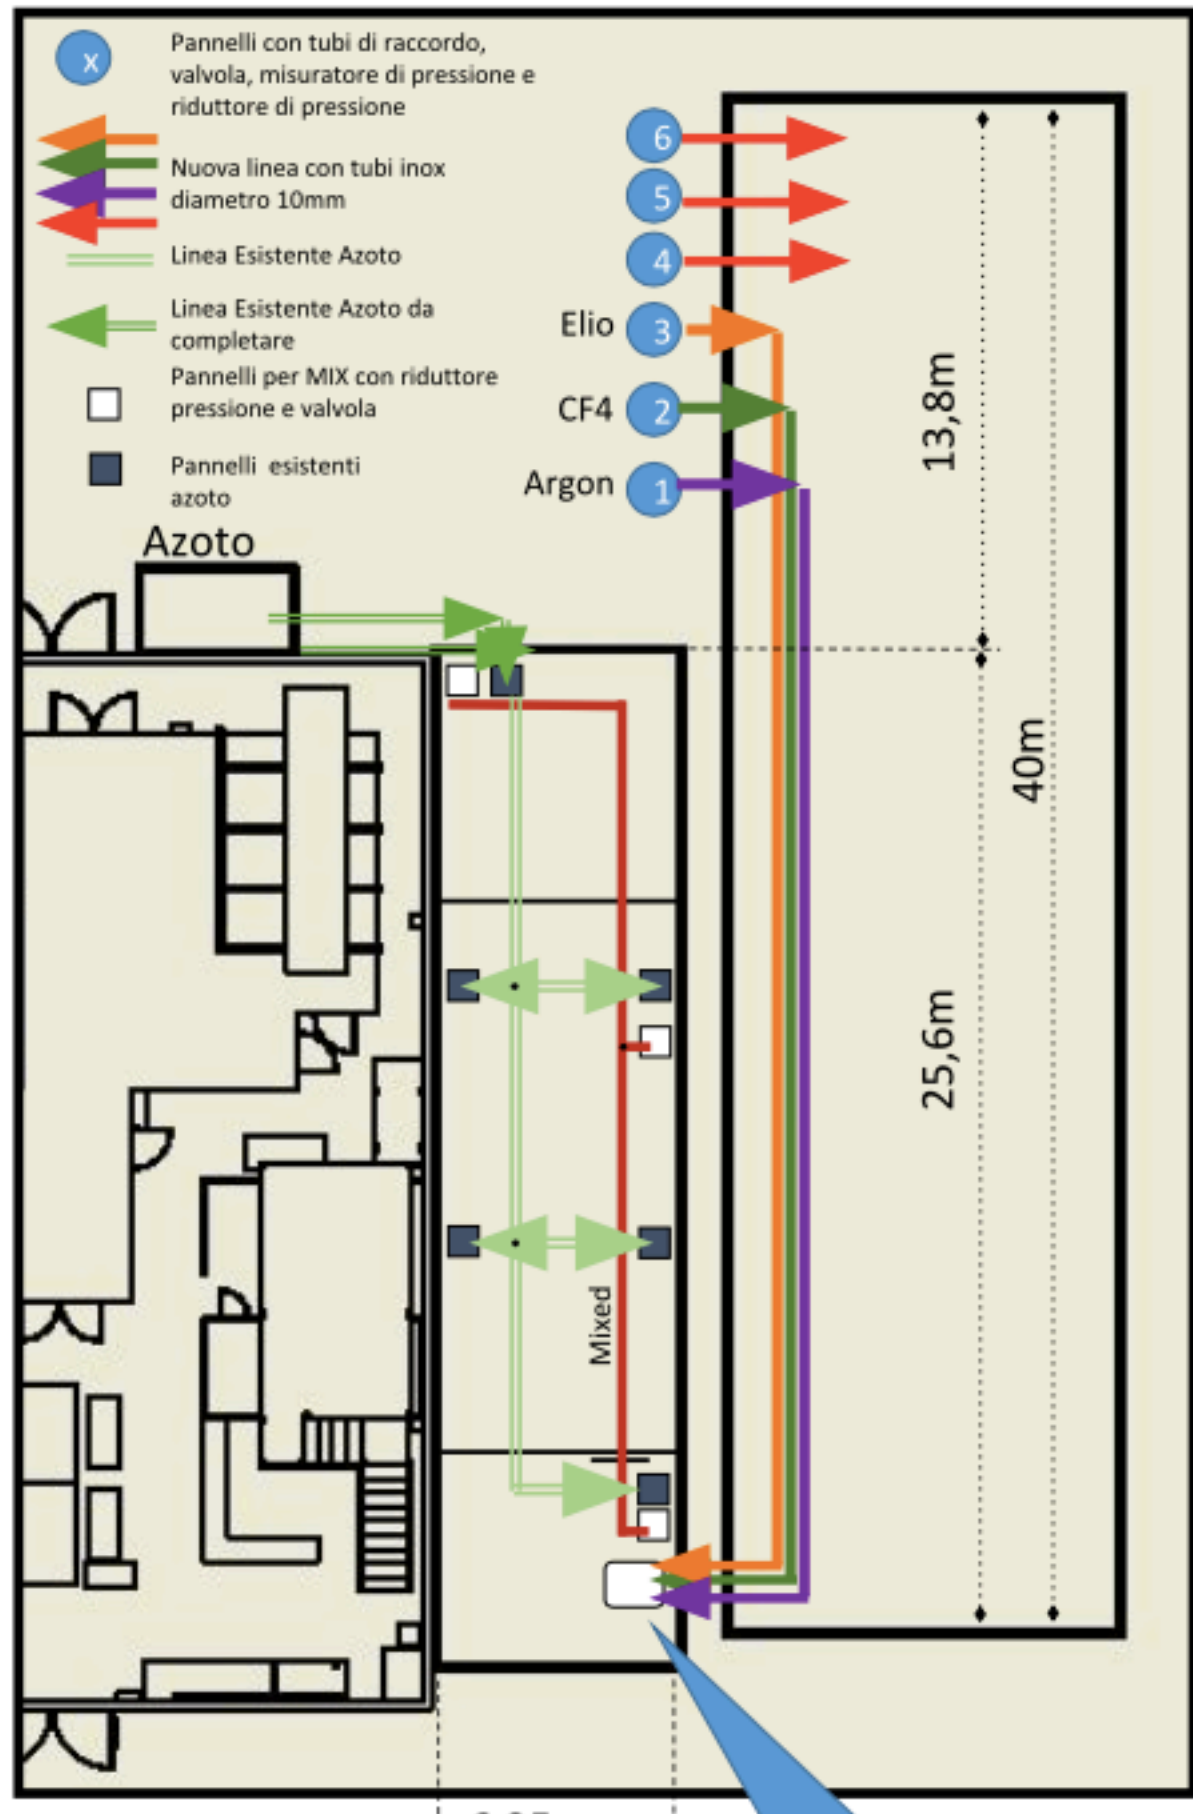 x
Pannelli con tubi di raccordo,
valvola, misuratore di pressione e
riduttore di pressione
Nuova linea con tubi inox
diametro 10mm
Linea Esistente Azoto
Linea Esistente Azoto da
completare
Pannelli per MIX con riduttore
pressione e valvola
Pannelli esistenti
azoto
6
5
4
Elio 3
CF4 2
Argon 1
Azoto
13,8m
40m
25,6m
Mixed